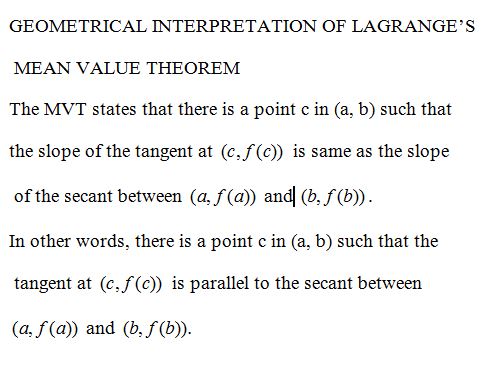 GEOMETRICAL INTERPRETATION OF LAGRANGE’S
MEAN VALUE THEOREM
The MVT states that there is a point c in (a, b) such that
the slope of the tangent at (c, f(c)) is same as the slope
of the secant between (a, f(a)) and (b, f(b)).
In other words, there is a point c in (a, b) such that the
tangent at (c, f(c)) is parallel to the secant between
(a, f(a)) and (b, f(b)).